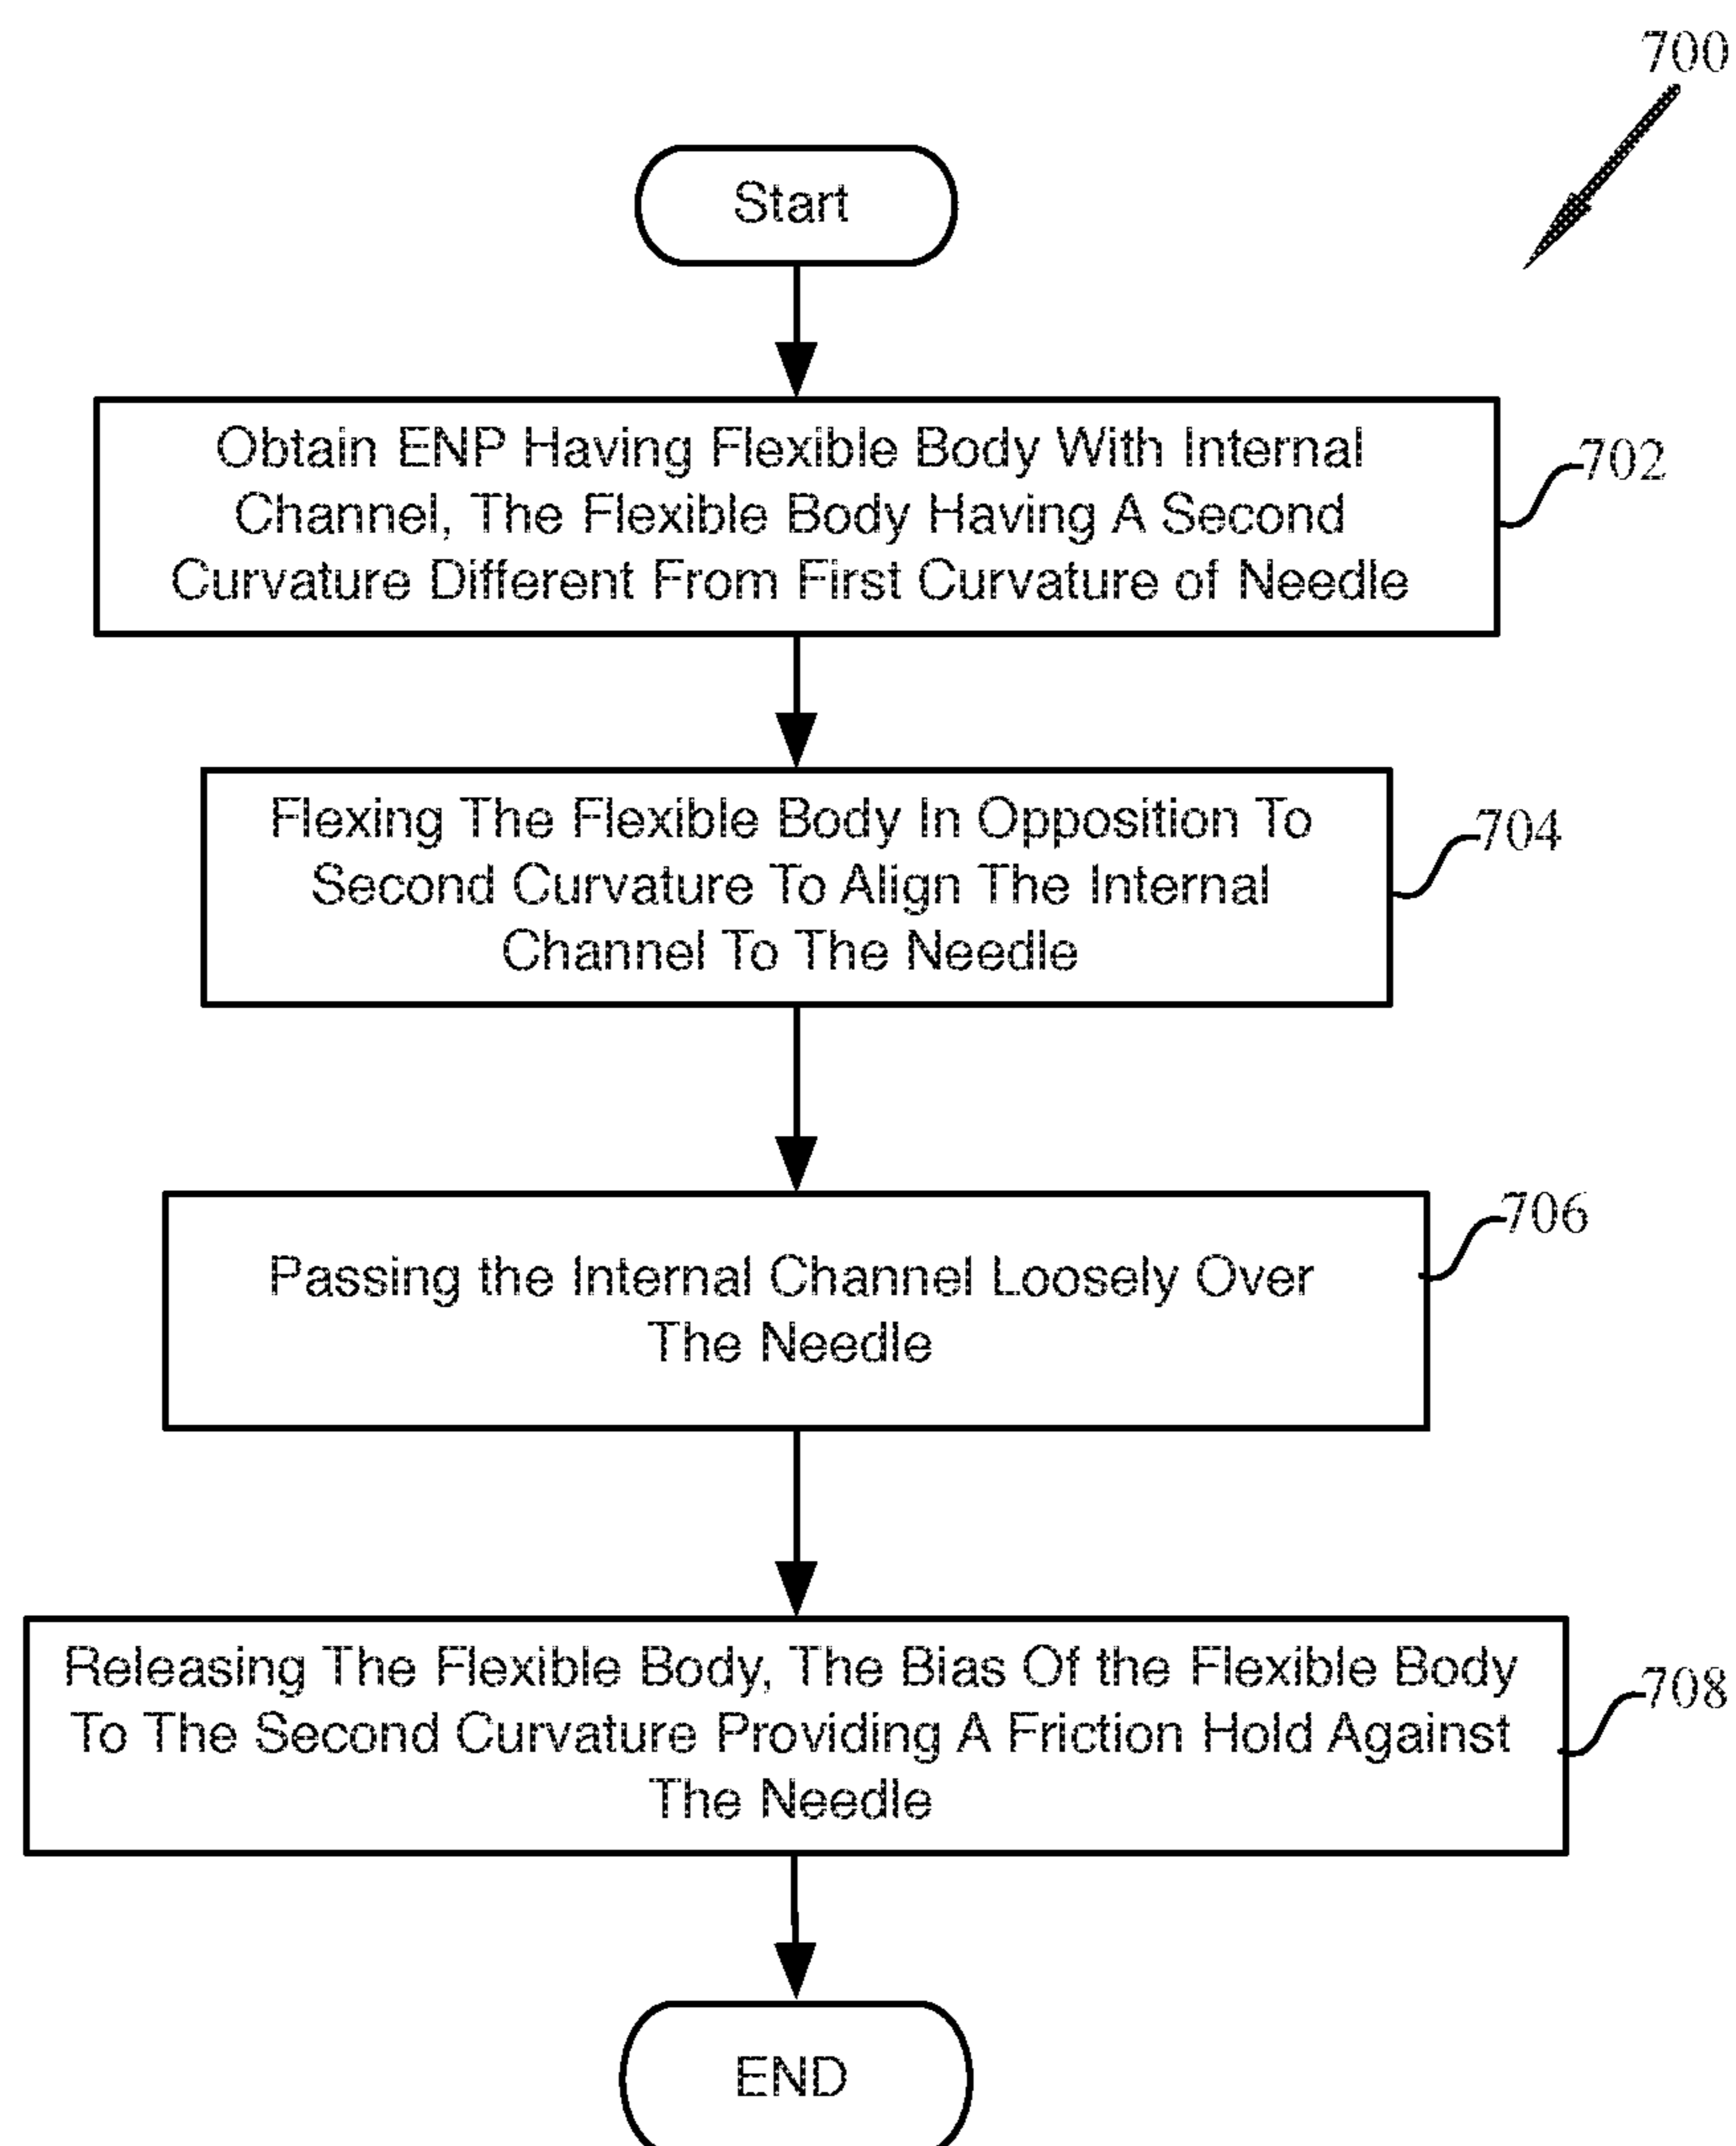 700
Start
Obtain ENP Having Flexible Body With Internal
Channel, The Flexible Body Having A Second
Curvature Different From First Curvature of Needle
702
Flexing The Flexible Body In Opposition To
Second Curvature To Align The Internal
Channel To The Needle
704
Passing the Internal Channel Loosely Over
The Needle
706
Releasing The Flexible Body, The Bias Of the Flexible Body
To The Second Curvature Providing A Friction Hold Against
The Needle
708
END